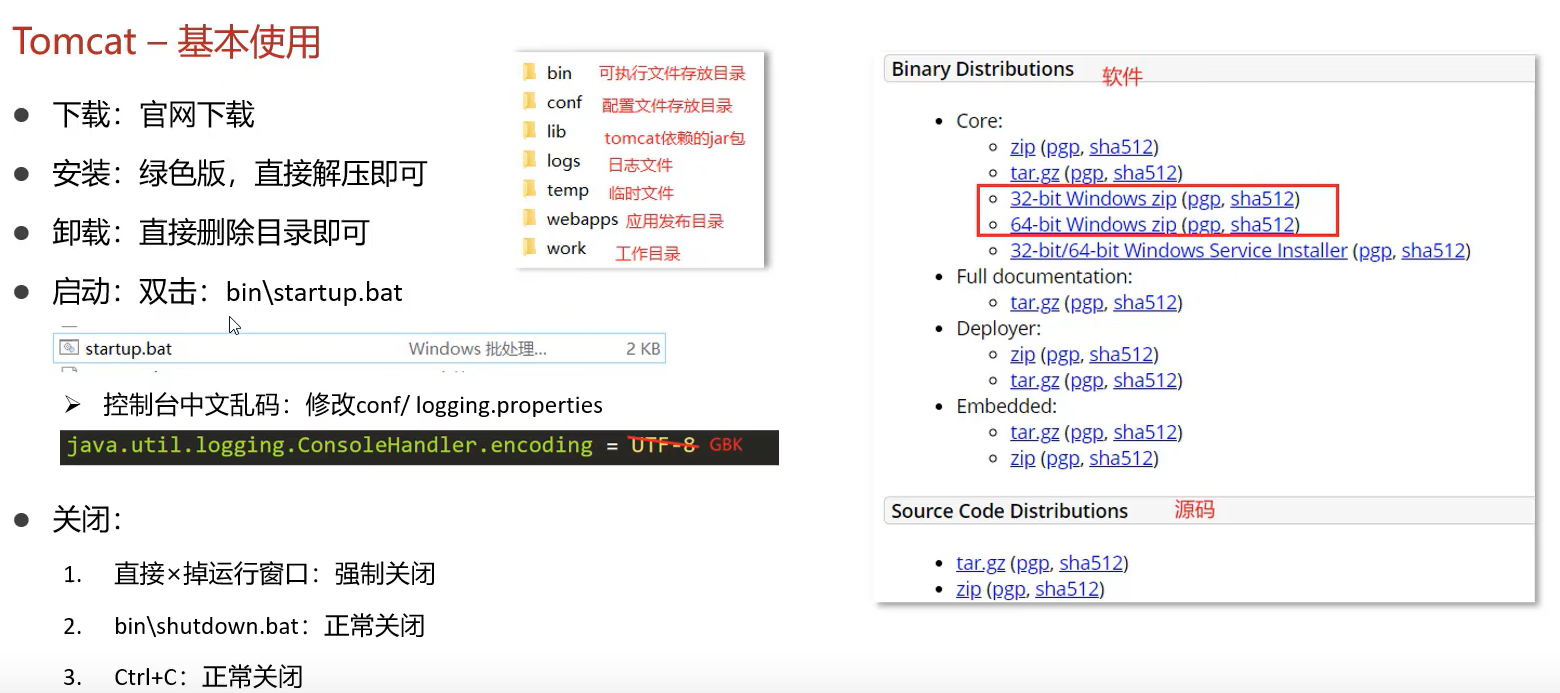 Tomcat – 基本使用
● 下载：官网下载
● 安装：绿色版，直接解压即可
● 卸载：直接删除目录即可
● 启动：双击：bin\startup.bat
startup.bat Windows 批处理... 2 KB
➢ 控制台中文乱码：修改conf/ logging.properties
java.util.logging.ConsoleHandler.encoding = UTF-8 GBK
● 关闭：
1. 直接×掉运行窗口：强制关闭
2. bin\shutdown.bat：正常关闭
3. Ctrl+C：正常关闭
bin 可执行文件存放目录
conf 配置文件存放目录
lib tomcat依赖的jar包
logs 日志文件
temp 临时文件
webapps 应用发布目录
work 工作目录
Binary Distributions 软件
• Core:
○ zip (pgp, sha512)
○ tar.gz (pgp, sha512)
○ 32-bit Windows zip (pgp, sha512)
○ 64-bit Windows zip (pgp, sha512)
○ 32-bit/64-bit Windows Service Installer (pgp, sha512)
• Full documentation:
○ tar.gz (pgp, sha512)
• Deployer:
○ zip (pgp, sha512)
○ tar.gz (pgp, sha512)
• Embedded:
○ tar.gz (pgp, sha512)
○ zip (pgp, sha512)
Source Code Distributions 源码
• tar.gz (pgp, sha512)
• zip (pgp, sha512)